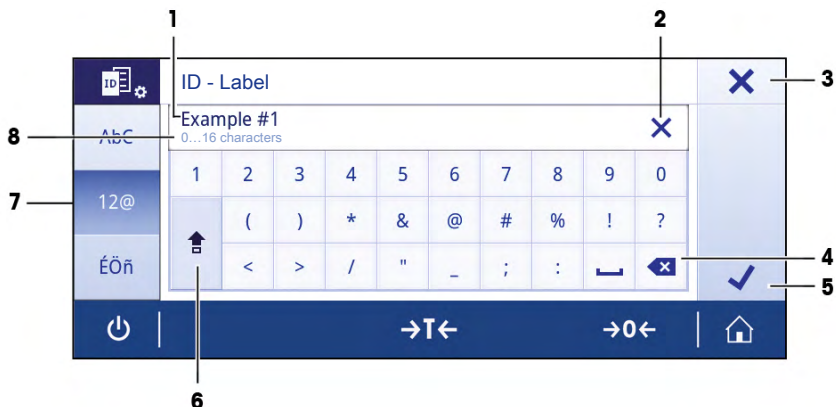 1 2
ID ID - Label 3
Example #1
8 AbC 0...16 characters
1 2 3 4 5 6 7 8 9 0
7 12@ ( ) * & @ # % ! ?
ÉÖñ < > / " _ ; : 4
5
→T← →0←
6